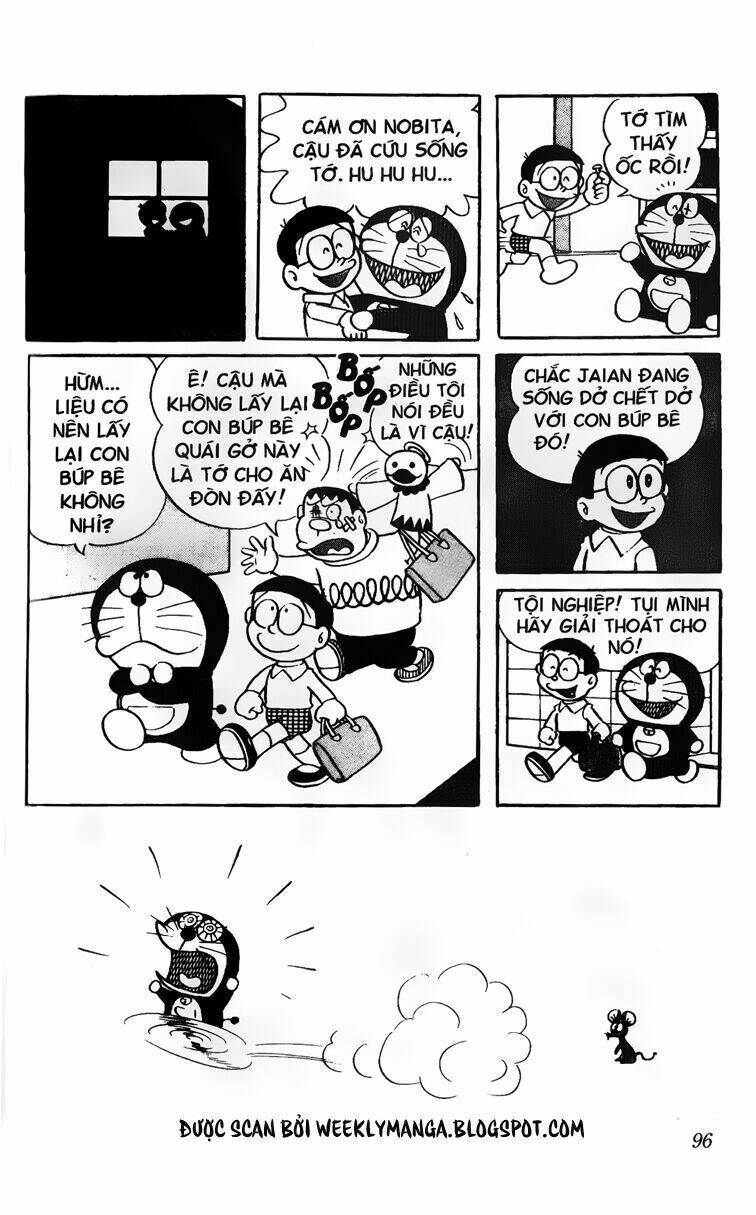 TỚ TÌM
THẤY
ỐC RỒI!
CÁM ƠN NOBITA,
CẬU ĐÃ CỨU SỐNG
TỚ. HU HU HU...
CHẮC JAIAN ĐANG
SỐNG DỞ CHẾT DỞ
VỚI CON BÚP BÊ
ĐÓ!
TỘI NGHIỆP! TỤI MÌNH
HÃY GIẢI THOÁT CHO
NÓ!
NHỮNG
ĐIỀU TÔI
NÓI ĐỀU
LÀ VÌ CẬU!
BỐP
BỐP
Ê! CẬU MÀ
KHÔNG LẤY LẠI
CON BÚP BÊ
QUÁI GỞ NÀY
LÀ TỚ CHO ĂN
ĐÒN ĐẤY!
HỪM...
LIỆU CÓ
NÊN LẤY
LẠI CON
BÚP BÊ
KHÔNG
NHỈ?
ĐƯỢC SCAN BỞI WEEKLYMANGA.BLOGSPOT.COM
96